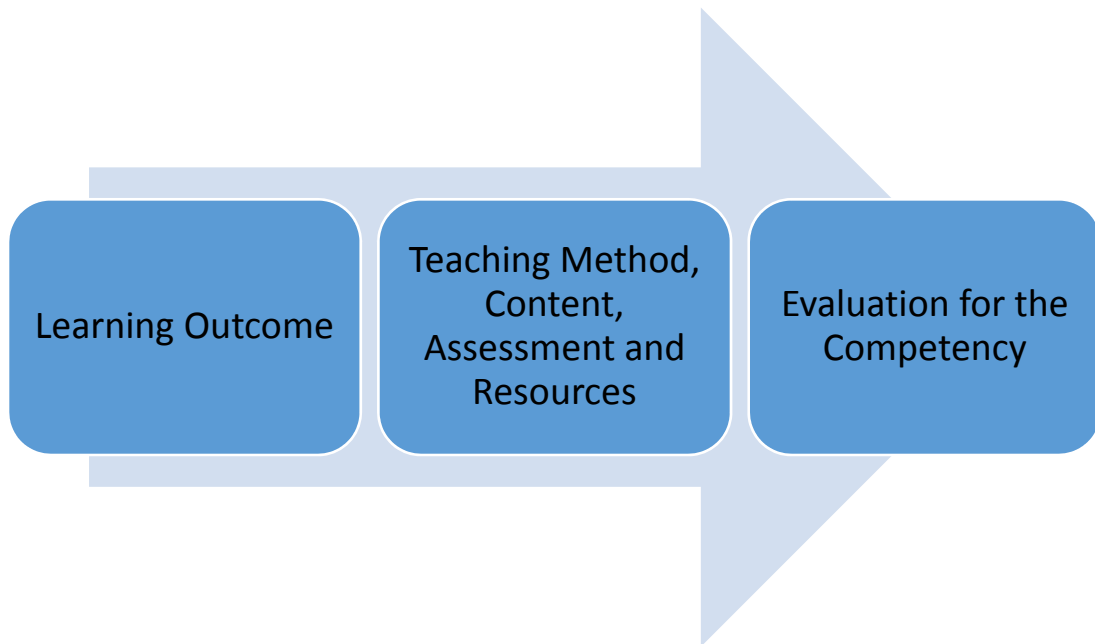 Learning Outcome
Teaching Method,
Content,
Assessment and
Resources
Evaluation for the
Competency